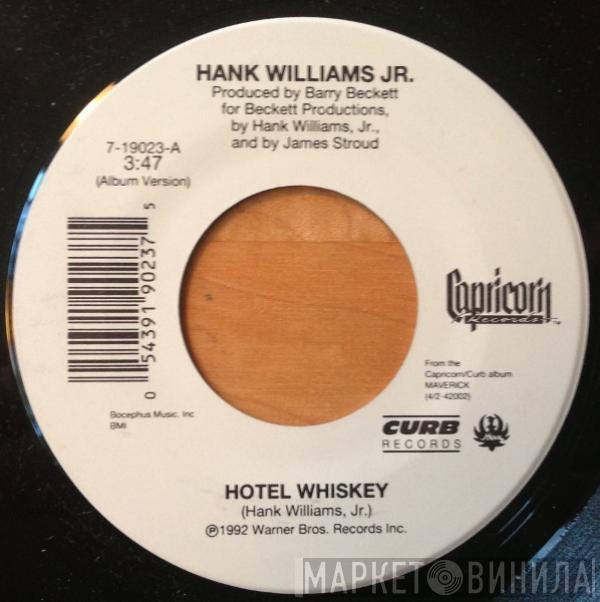 HANK WILLIAMS JR.
Produced by Barry Beckett
for Beckett Productions,
by Hank Williams, Jr.,
and by James Stroud
7-19023-A
3:47
(Album Version)
0 54391 90237 5
Capricorn
Records™
From the
Capricorn/Curb album
MAVERICK
(4/2-42002)
Bocephus Music, Inc
BMI
CURB
RECORDS
HOTEL WHISKEY
(Hank Williams, Jr.)
℗1992 Warner Bros. Records Inc.
МАРКЕТ ВИНИЛА